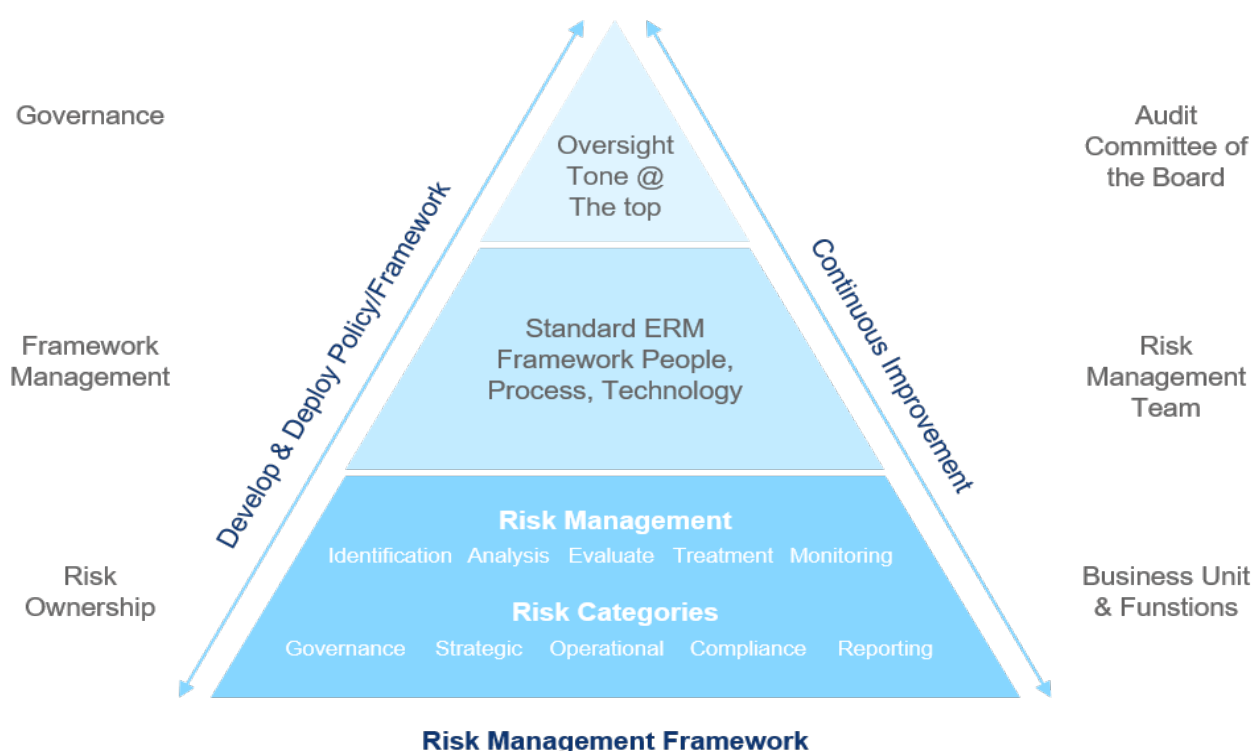 Governance
Oversight
Tone @
The top
Audit
Committee of
the Board
Develop & Deploy Policy/Framework
Continuous Improvement
Framework
Management
Standard ERM
Framework People,
Process, Technology
Risk
Management
Team
Risk
Ownership
Risk Management
Identification Analysis Evaluate Treatment Monitoring
Risk Categories
Governance Strategic Operational Compliance Reporting
Business Unit
& Funstions
Risk Management Framework